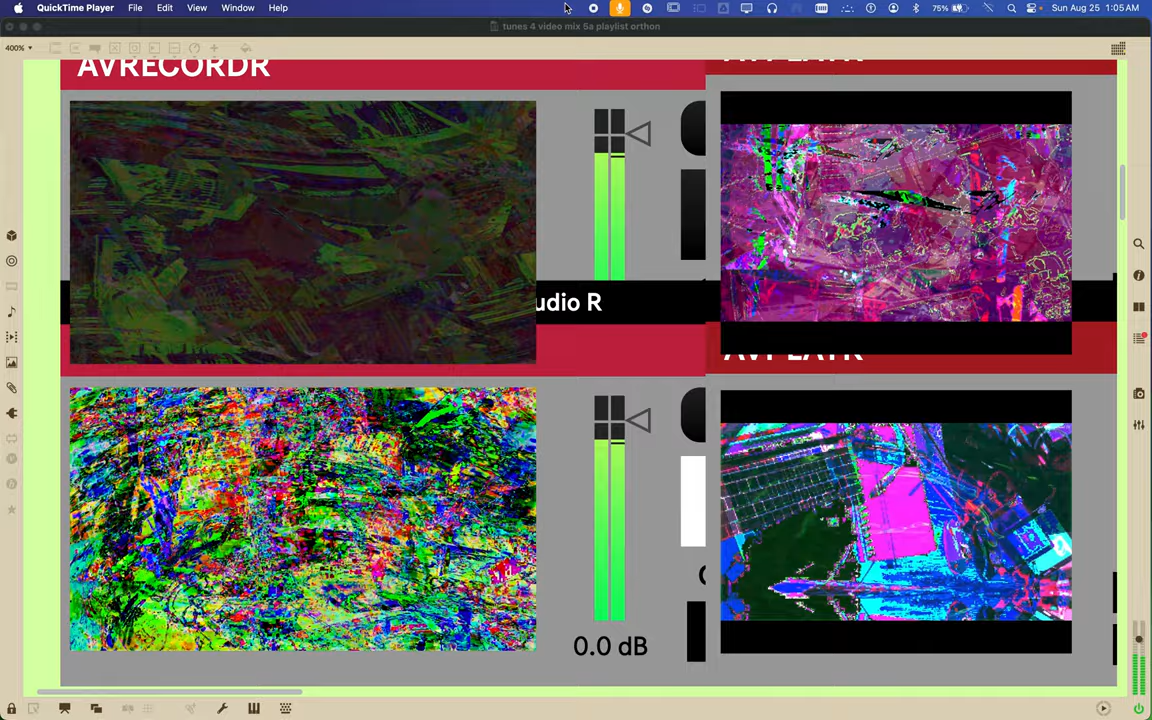 QuickTime Player File Edit View Window Help 75% Sun Aug 25 1:05 AM
tunes 4 video mix 5a playlist orthon
400%
AVRECORDR
udio R
AVPLAYR
0.0 dB